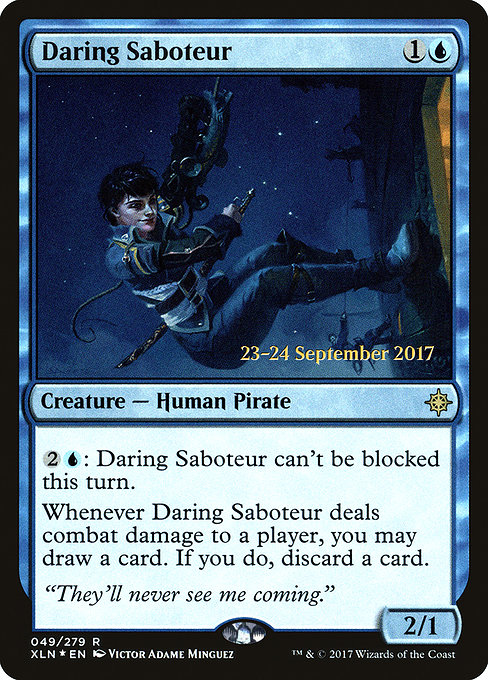 Daring Saboteur 1
23–24 September 2017
Creature — Human Pirate
2: Daring Saboteur can't be blocked
this turn.
Whenever Daring Saboteur deals
combat damage to a player, you may
draw a card. If you do, discard a card.
“They'll never see me coming.”
2/1
049/279 R
XLN ★ EN Victor Adame Minguez
™ & © 2017 Wizards of the Coast